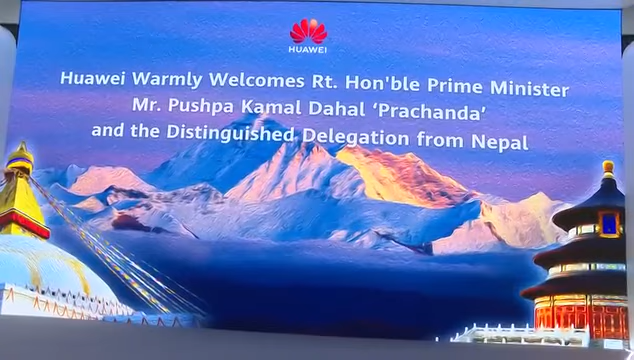 HUAWEI
Huawei Warmly Welcomes Rt. Hon'ble Prime Minister
Mr. Pushpa Kamal Dahal ‘Prachanda’
and the Distinguished Delegation from Nepal